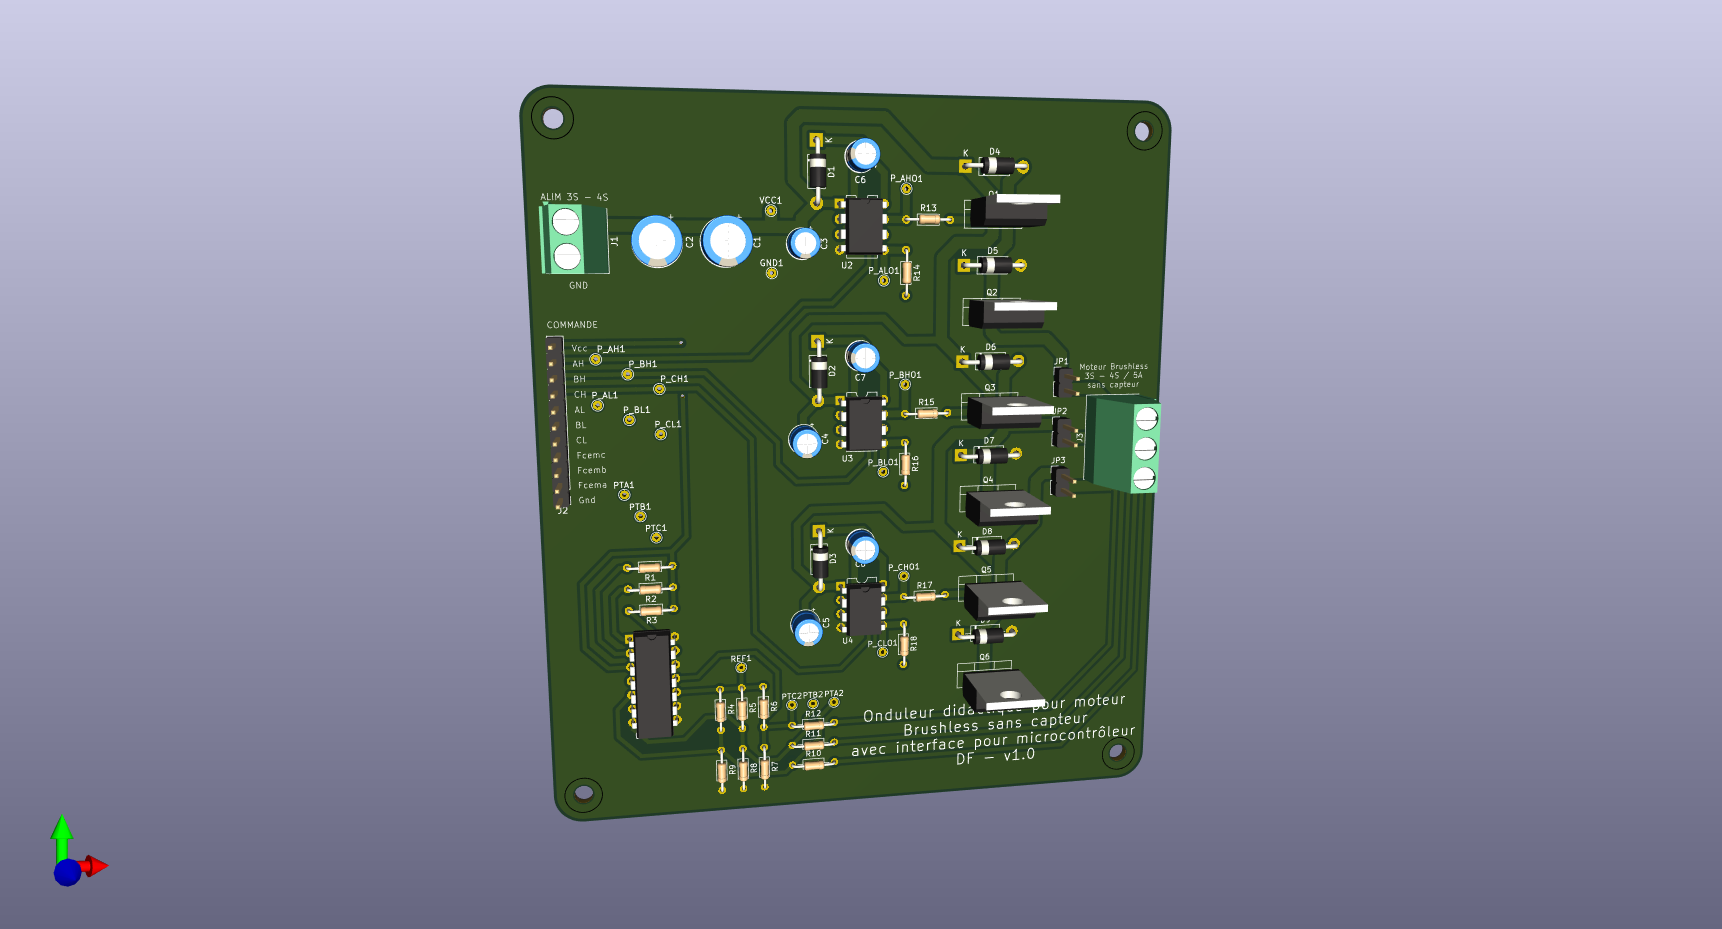 D1
K
C6
P_AHO1
K
D4
ALIM 3S - 4S
VCC1
R13
J1
C2
C1
C3
U2
GND1
P_ALO1
R14
K
D5
GND
Q2
COMMANDE
Vcc
P_AH1
AH
P_BH1
BH
P_CH1
CH
P_AL1
AL
P_BL1
BL
P_CL1
CL
Fcemc
Fcemb
Fcema
PTA1
Gnd
J2
PTB1
PTC1
K
D2
C7
P_BHO1
K
D6
JP1
Moteur Brushless
3S - 4S / 5A
sans capteur
Q3
R15
JP2
J3
C4
U3
P_BLO1
R16
K
D7
JP3
Q4
K
D3
P_CHO1
K
D8
Q5
R17
C5
U4
P_CLO1
R18
K
Q6
R1
R2
R3
REF1
R4
R5
R6
PTC2
PTB2
PTA2
R12
R11
R10
R9
R8
R7
Onduleur pour moteur
Brushless sans capteur
avec interface pour microcontrôleur
DF - v1.0